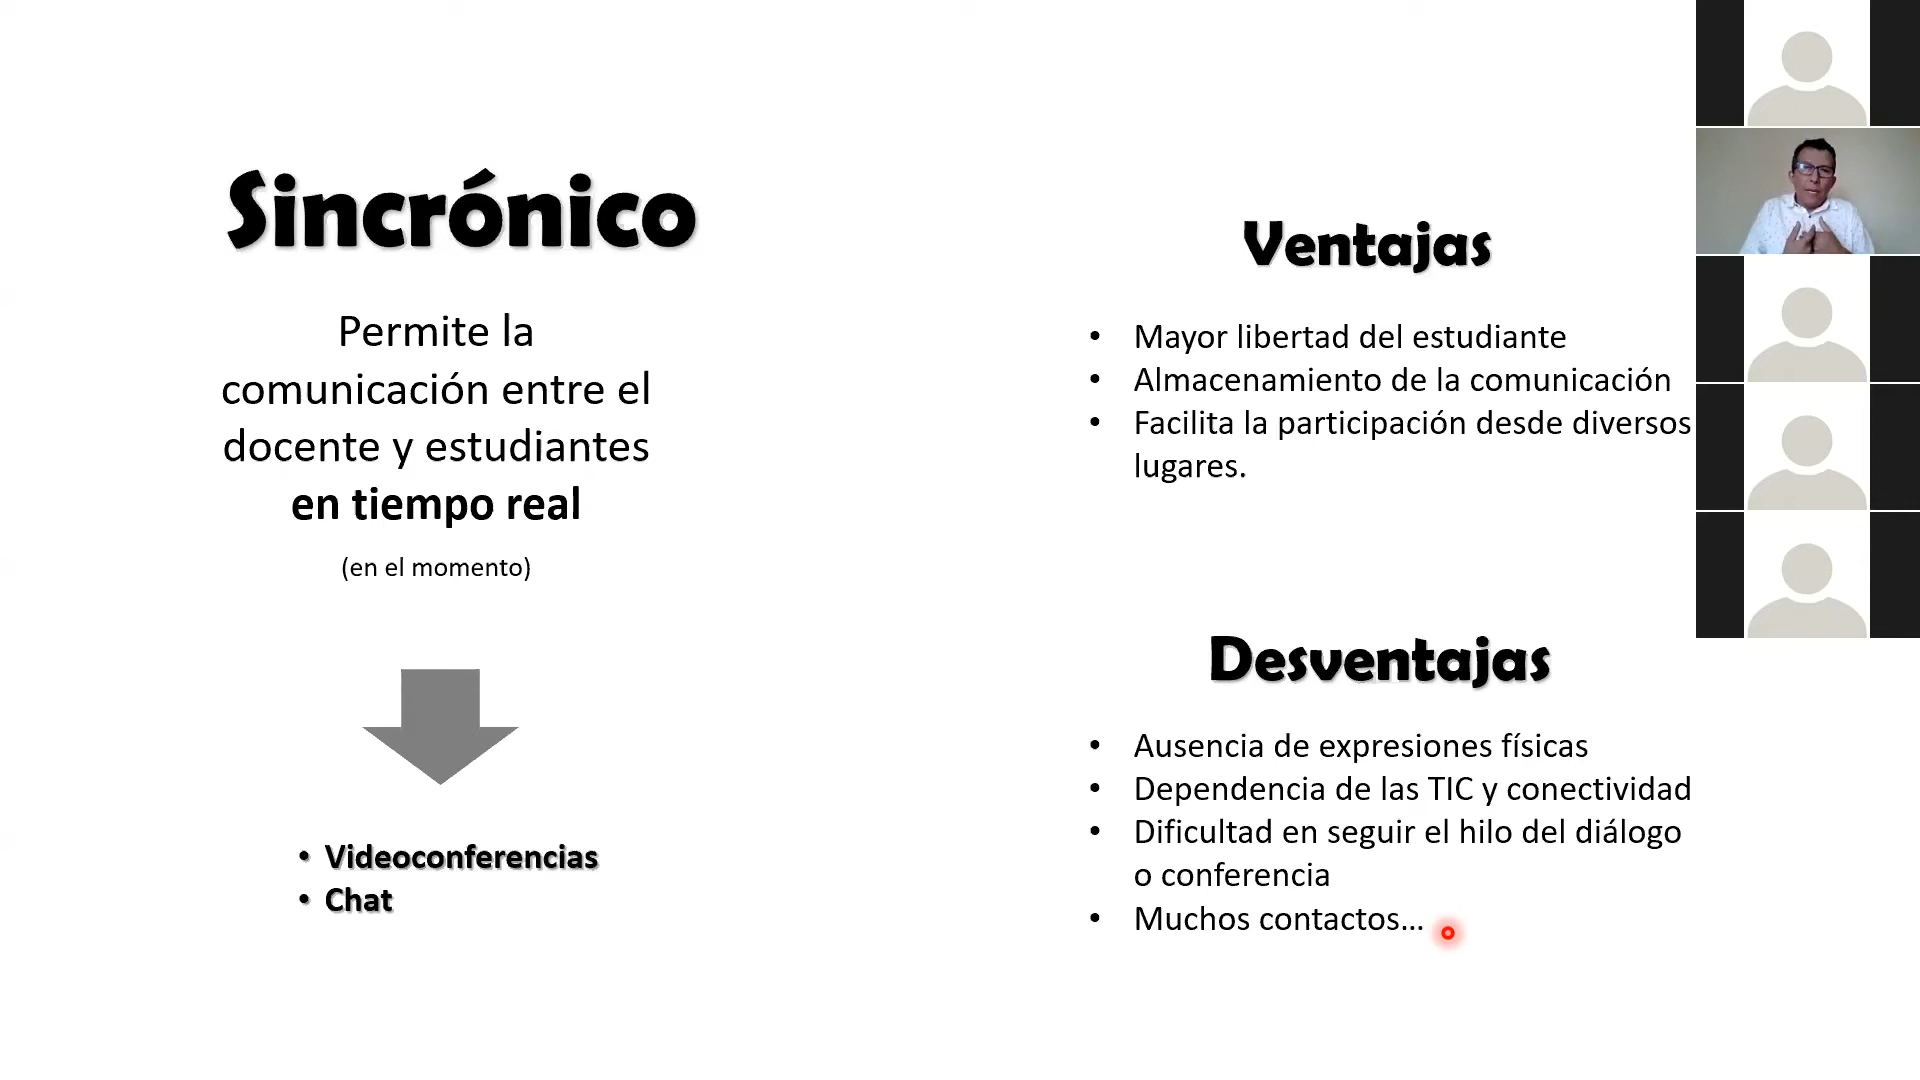 Sincrónico
Permite la
comunicación entre el
docente y estudiantes
en tiempo real
(en el momento)
• Videoconferencias
• Chat
Ventajas
• Mayor libertad del estudiante
• Almacenamiento de la comunicación
• Facilita la participación desde diversos
lugares.
Desventajas
• Ausencia de expresiones físicas
• Dependencia de las TIC y conectividad
• Dificultad en seguir el hilo del diálogo
o conferencia
• Muchos contactos...